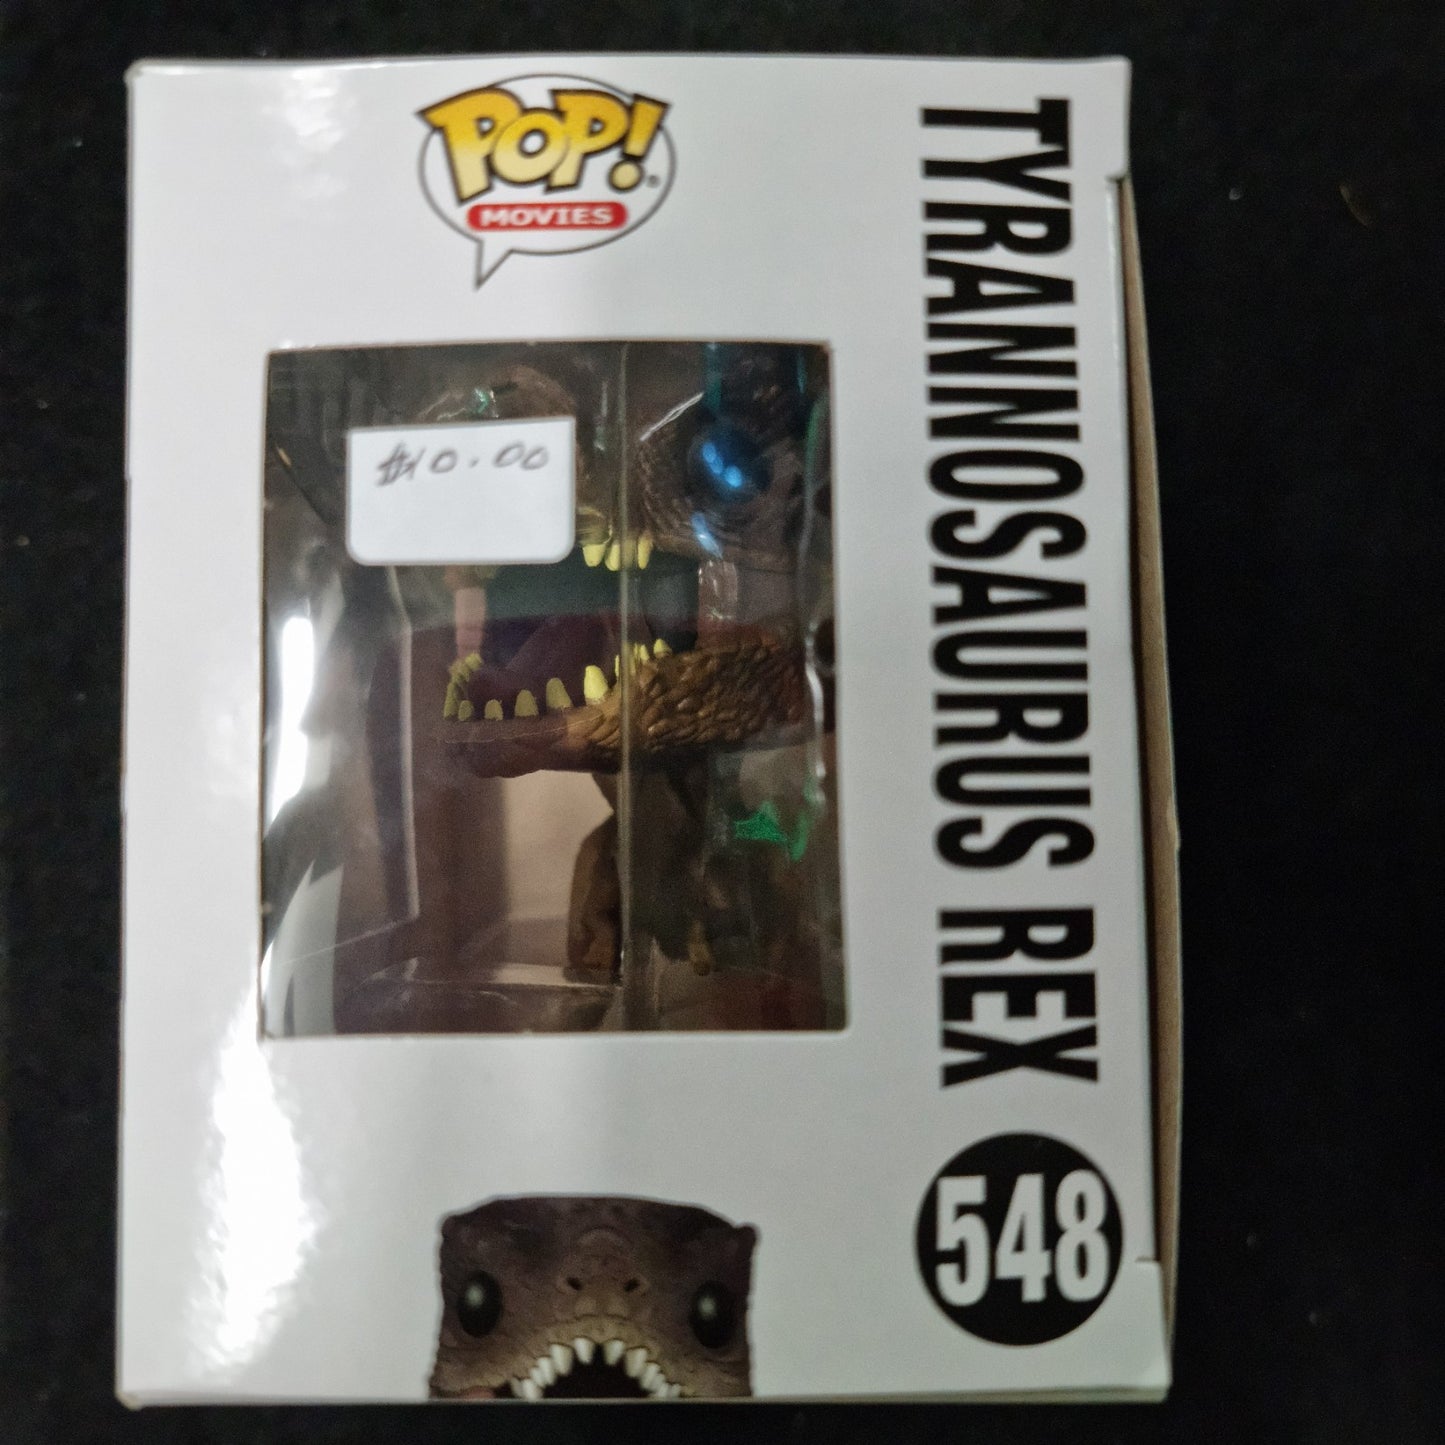 POP!
MOVIES
$10.00
TYRANNOSAURUS REX
548